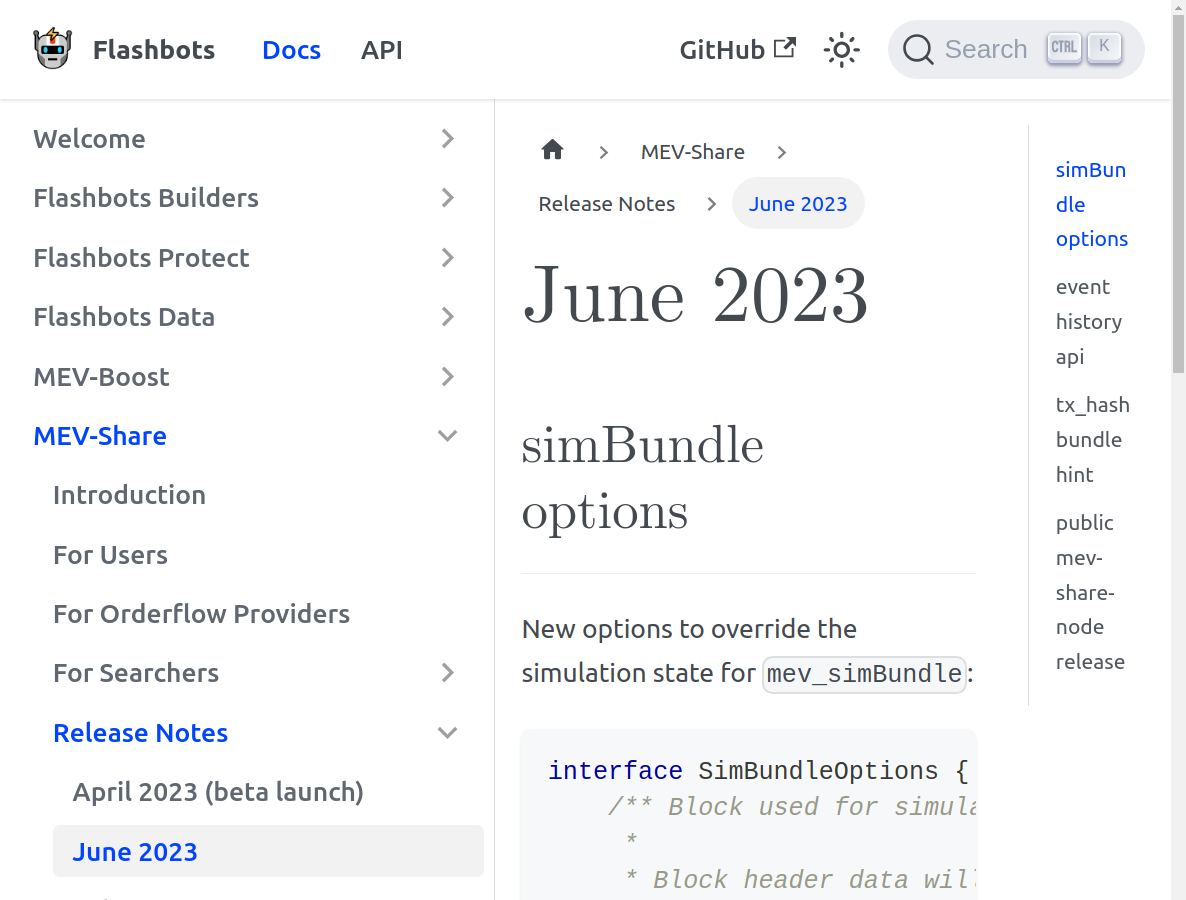 Flashbots
Docs
API
GitHub
Search
CTRL
K
Welcome
Flashbots Builders
Flashbots Protect
Flashbots Data
MEV-Boost
MEV-Share
Introduction
For Users
For Orderflow Providers
For Searchers
Release Notes
April 2023 (beta launch)
June 2023
MEV-Share
Release Notes
June 2023
June 2023
simBundle
options
New options to override the
simulation state for mev_simBundle:
interface SimBundleOptions {
/** Block used for simula
*
* Block header data will
simBun
dle
options
event
history
api
tx_hash
bundle
hint
public
mev-
share-
node
release